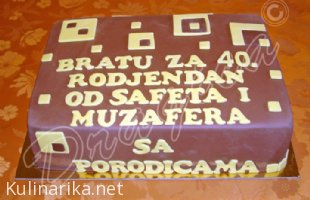 BRATU ZA 40.
RODJENDAN
OD SAFETA I
MUZAFERA
SA
PORODICAMA
Kulinarika.net